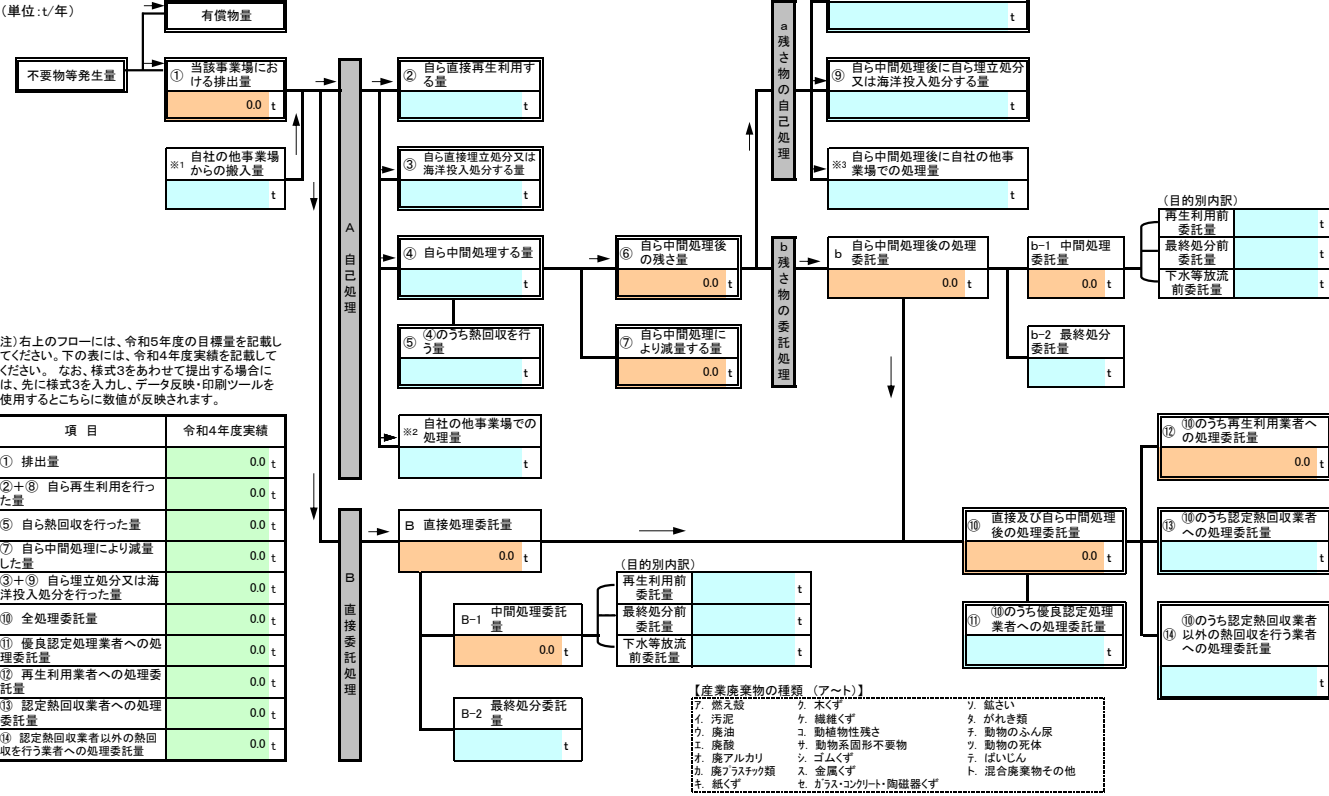 (単位:t/年)
有償物量
不要物等発生量
① 当該事業場にお
ける排出量
0.0 t
※1 自社の他事業場
からの搬入量
t
A 自己処理
② 自ら直接再生利用す
る量
t
③ 自ら直接埋立処分又は
海洋投入処分する量
t
④ 自ら中間処理する量
t
⑤ ④のうち熱回収を行
う量
t
※2 自社の他事業場での
処理量
t
⑥ 自ら中間処理後
の残さ量
0.0 t
⑦ 自ら中間処理に
より減量する量
0.0 t
a 残さ物の自己処理
t
⑨ 自ら中間処理後に自ら埋立処分
又は海洋投入処分する量
t
※3 自ら中間処理後に自社の他事
業場での処理量
t
b 残さ物の委託処理
b 自ら中間処理後の処理
委託量
0.0 t
b-1 中間処理
委託量
0.0 t
b-2 最終処分
委託量
t
(目的別内訳)
再生利用前
委託量 t
最終処分前
委託量 t
下水等放流
前委託量 t
注)右上のフローには、令和5年度の目標量を記載し
てください。下の表には、令和4年度実績を記載して
ください。 なお、様式3をあわせて提出する場合に
は、先に様式3を入力し、データ反映・印刷ツールを
使用するとこちらに数値が反映されます。
項 目 令和4年度実績
① 排出量 0.0 t
②+⑧ 自ら再生利用を行っ
た量 0.0 t
⑤ 自ら熱回収を行った量 0.0 t
⑦ 自ら中間処理により減量
した量 0.0 t
③+⑨ 自ら埋立処分又は海
洋投入処分を行った量 0.0 t
⑩ 全処理委託量 0.0 t
⑪ 優良認定処理業者への処
理委託量 0.0 t
⑫ 再生利用業者への処理委
託量 0.0 t
⑬ 認定熱回収業者への処理
委託量 0.0 t
⑭ 認定熱回収業者以外の熱回
収を行う業者への処理委託量 0.0 t
B 直接委託処理
B 直接処理委託量
0.0 t
B-1 中間処理委託
量
0.0 t
B-2 最終処分委託
量
t
(目的別内訳)
再生利用前
委託量 t
最終処分前
委託量 t
下水等放流
前委託量 t
⑩ 直接及び自ら中間処理
後の処理委託量
0.0 t
⑪ ⑩のうち優良認定処理
業者への処理委託量
t
⑫ ⑩のうち再生利用業者へ
の処理委託量
0.0 t
⑬ ⑩のうち認定熱回収業者
への処理委託量
t
⑭ ⑩のうち認定熱回収業者
以外の熱回収を行う業者
への処理委託量
t
【産業廃棄物の種類 (ア~ト)】
ア. 燃え殻 ク. 木くず ソ. 鉱さい
イ. 汚泥 ケ. 繊維くず タ. がれき類
ウ. 廃油 コ. 動植物性残さ チ. 動物のふん尿
エ. 廃酸 サ. 動物系固形不要物 ツ. 動物の死体
オ. 廃アルカリ シ. ゴムくず テ. ばいじん
カ. 廃プラスチック類 ス. 金属くず ト. 混合廃棄物その他
キ. 紙くず セ. ガラス・コンクリート・陶磁器くず